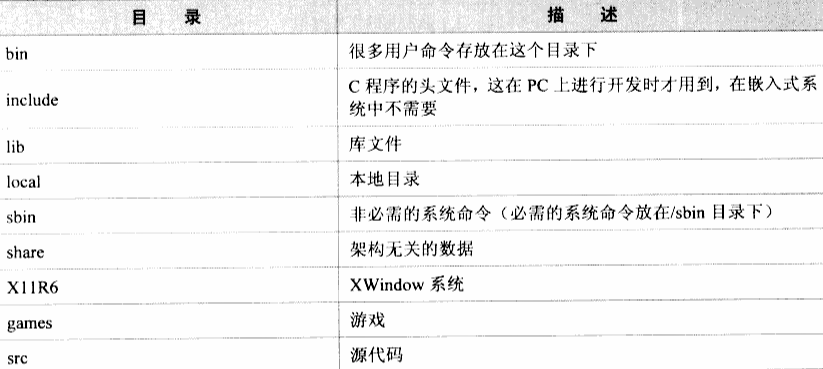 目 录 描 述
bin 很多用户命令存放在这个目录下
include C 程序的头文件，这在 PC 上进行开发时才用到，在嵌入式系
统中不需要
lib 库文件
local 本地目录
sbin 非必需的系统命令（必需的系统命令放在/sbin 目录下）
share 架构无关的数据
X11R6 XWindow 系统
games 游戏
src 源代码